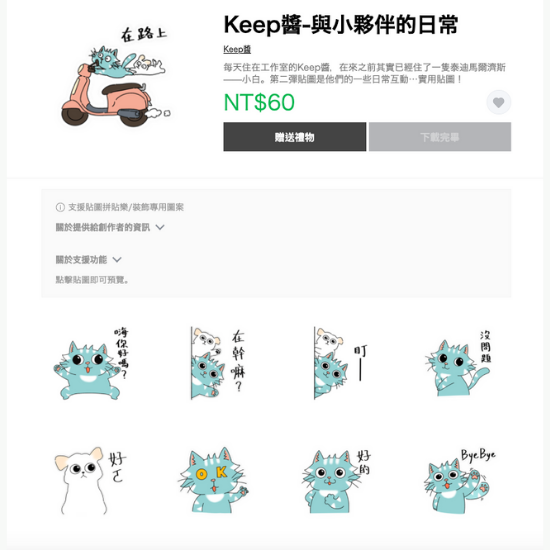 在路上
Keep醬-與小夥伴的日常
Keep醬
每天住在工作室的Keep醬，在來之前其實已經住了一隻泰迪馬爾濟斯
——小白。第二彈貼圖是他們的一些日常互動⋯實用貼圖！
NT$60
贈送禮物
下載完畢
支援貼圖拼貼樂/裝飾專用圖案
關於提供給創作者的資訊
關於支援功能
點擊貼圖即可預覽。
嗨你好嗎？
在幹嘛？
盯—
沒問題
好ㄛ
OK
好的
ByeBye